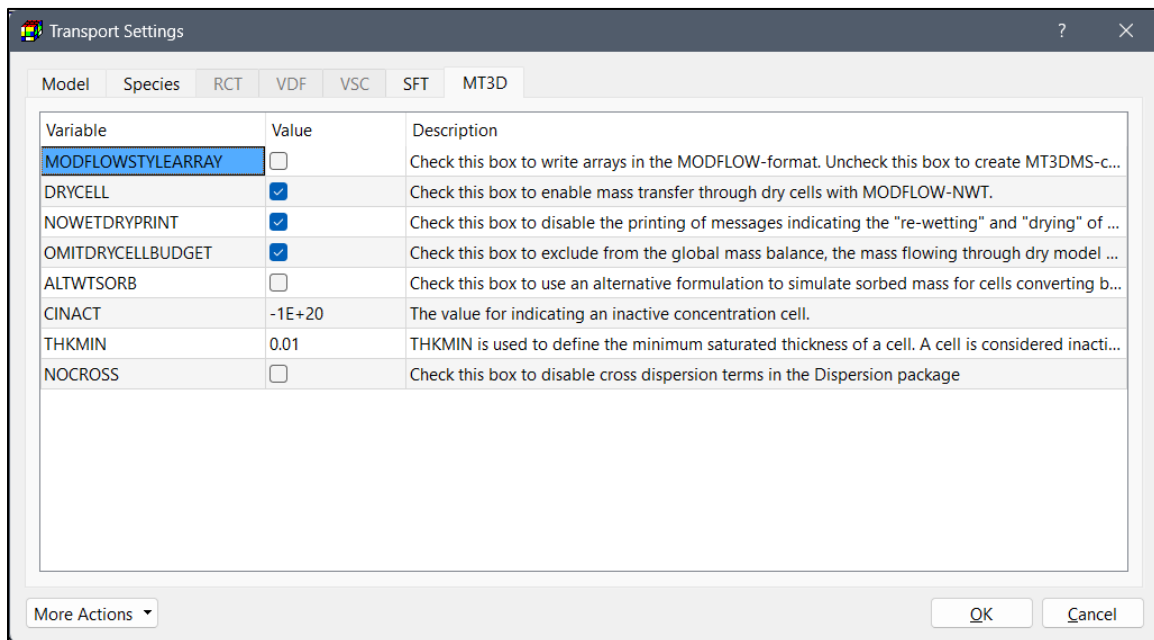 Transport Settings
? ×
Model Species RCT VDF VSC SFT MT3D
Variable Value Description
MODFLOWSTYLEARRAY Check this box to write arrays in the MODFLOW-format. Uncheck this box to create MT3DMS-c...
DRYCELL Check this box to enable mass transfer through dry cells with MODFLOW-NWT.
NOWETDRYPRINT Check this box to disable the printing of messages indicating the "re-wetting" and "drying" of ...
OMITDRYCELLBUDGET Check this box to exclude from the global mass balance, the mass flowing through dry model ...
ALTWTSORB Check this box to use an alternative formulation to simulate sorbed mass for cells converting b...
CINACT -1E+20 The value for indicating an inactive concentration cell.
THKMIN 0.01 THKMIN is used to define the minimum saturated thickness of a cell. A cell is considered inacti...
NOCROSS Check this box to disable cross dispersion terms in the Dispersion package
More Actions OK Cancel